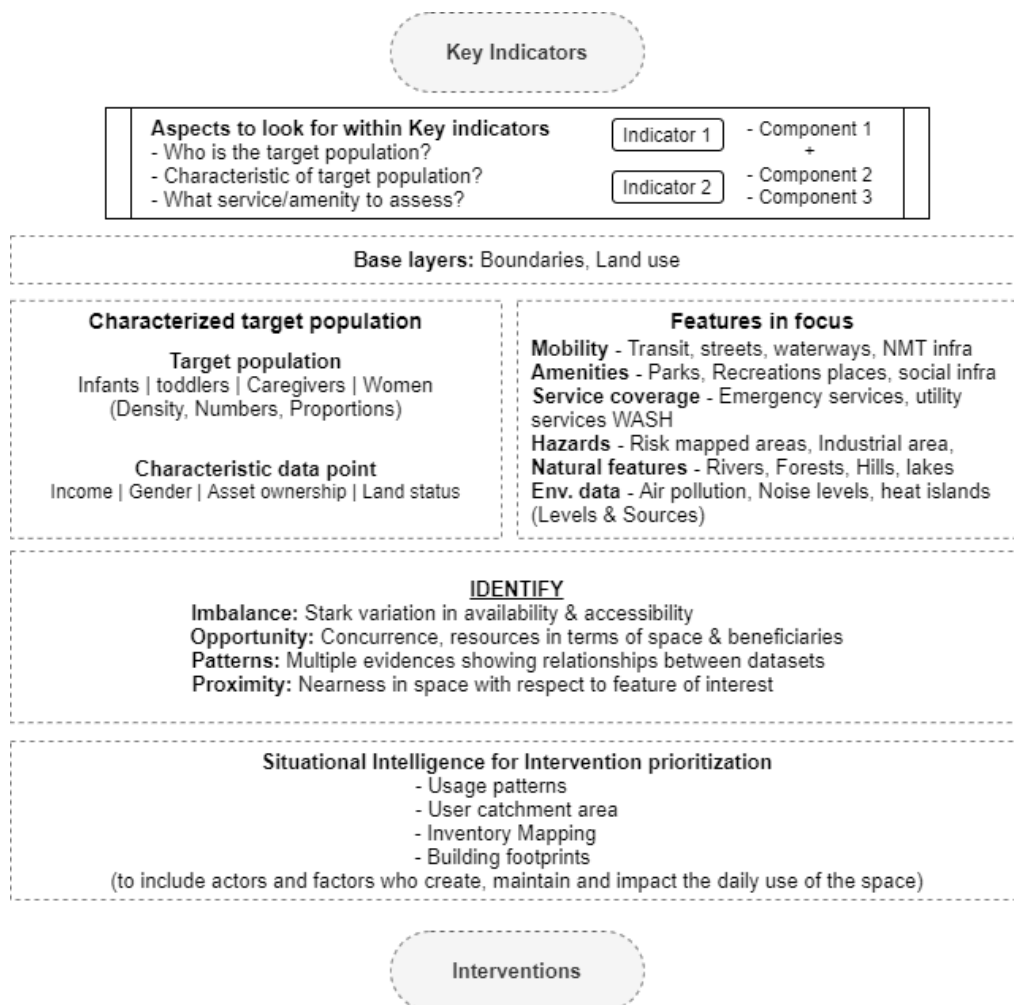 Key Indicators
Aspects to look for within Key indicators
- Who is the target population?
- Characteristic of target population?
- What service/amenity to assess?
Indicator 1
- Component 1
+
Indicator 2
- Component 2
- Component 3
Base layers: Boundaries, Land use
Characterized target population
Target population
Infants | toddlers | Caregivers | Women
(Density, Numbers, Proportions)
Characteristic data point
Income | Gender | Asset ownership | Land status
Features in focus
Mobility - Transit, streets, waterways, NMT infra
Amenities - Parks, Recreations places, social infra
Service coverage - Emergency services, utility
services WASH
Hazards - Risk mapped areas, Industrial area,
Natural features - Rivers, Forests, Hills, lakes
Env. data - Air pollution, Noise levels, heat islands
(Levels & Sources)
IDENTIFY
Imbalance: Stark variation in availability & accessibility
Opportunity: Concurrence, resources in terms of space & beneficiaries
Patterns: Multiple evidences showing relationships between datasets
Proximity: Nearness in space with respect to feature of interest
Situational Intelligence for Intervention prioritization
- Usage patterns
- User catchment area
- Inventory Mapping
- Building footprints
(to include actors and factors who create, maintain and impact the daily use of the space)
Interventions